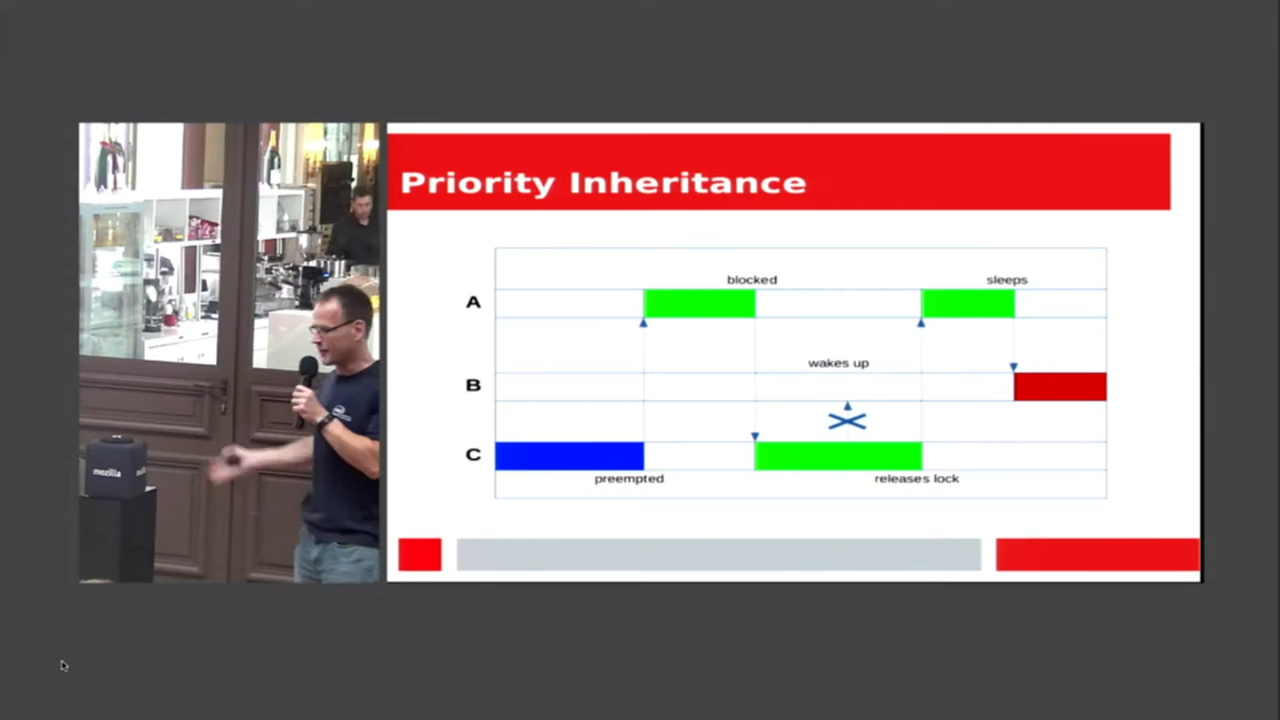 Priority Inheritance
blocked
sleeps
A
wakes up
B
C
preempted
releases lock
mozilla